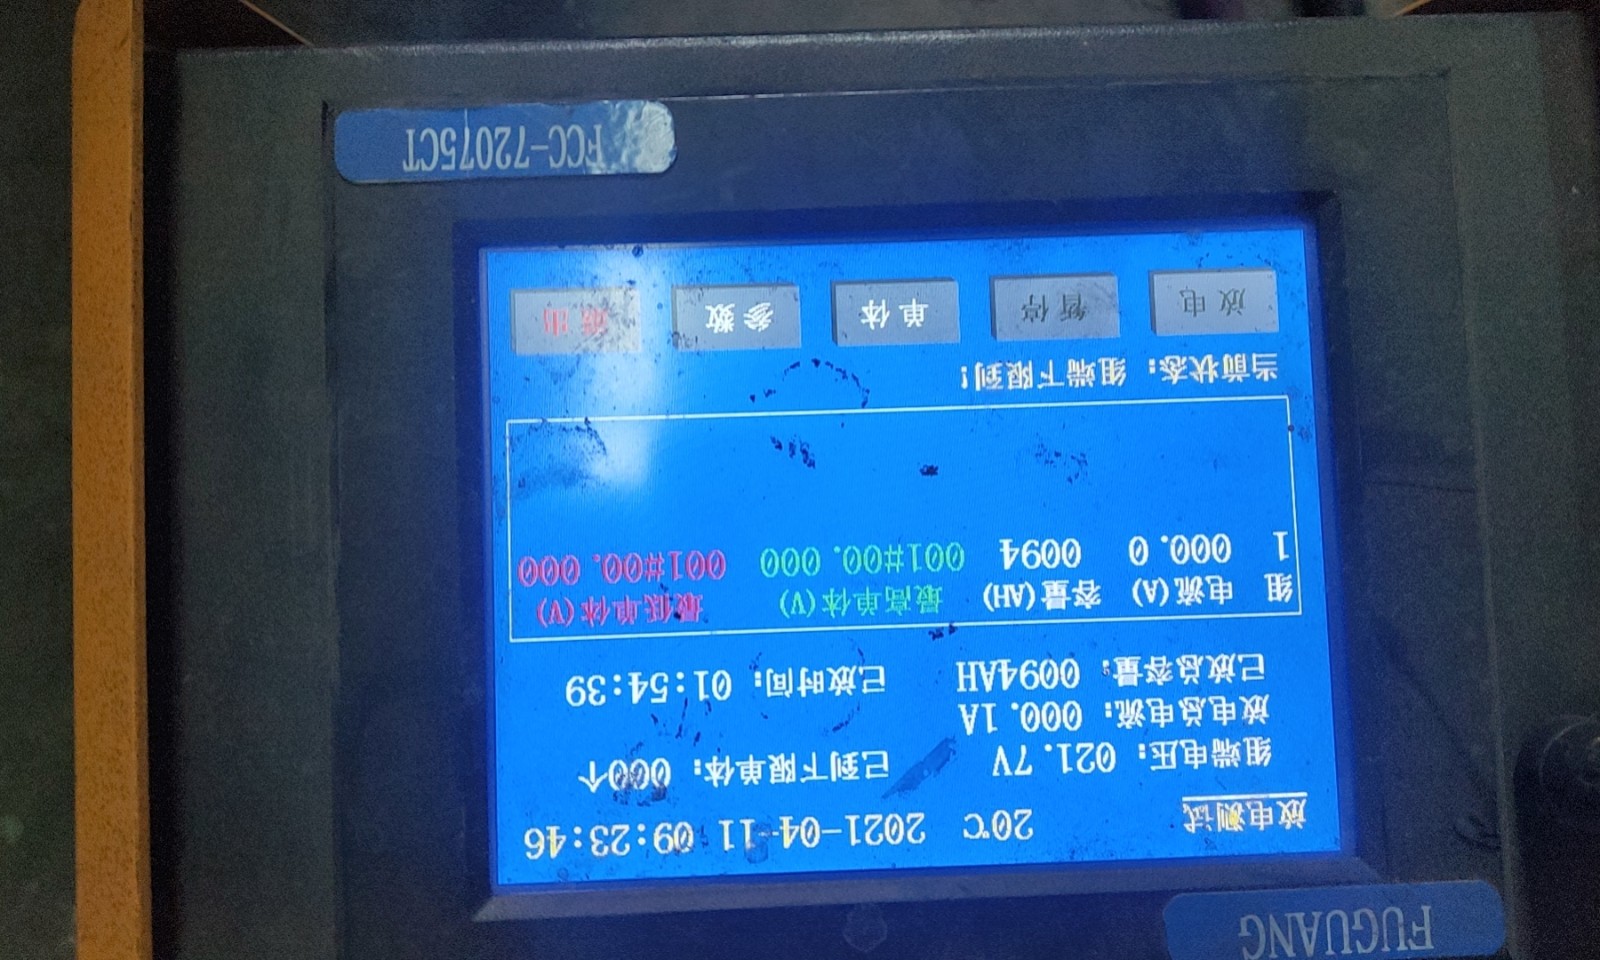 FUGUANG
放电测试 20℃ 2021-04-11 09:23:46
组端电压: 021.7V 已到下限单体: 000个
放电总电流: 000.1A
已放总容量: 0094AH 已放时间: 01:54:39
组 电流(A) 容量(AH) 最高单体(V) 最低单体(V)
1 000.0 0094 001#00.000 001#00.000
当前状态: 组端下限到!
放电 暂停 单体 参数 退出
FCC-72075CT